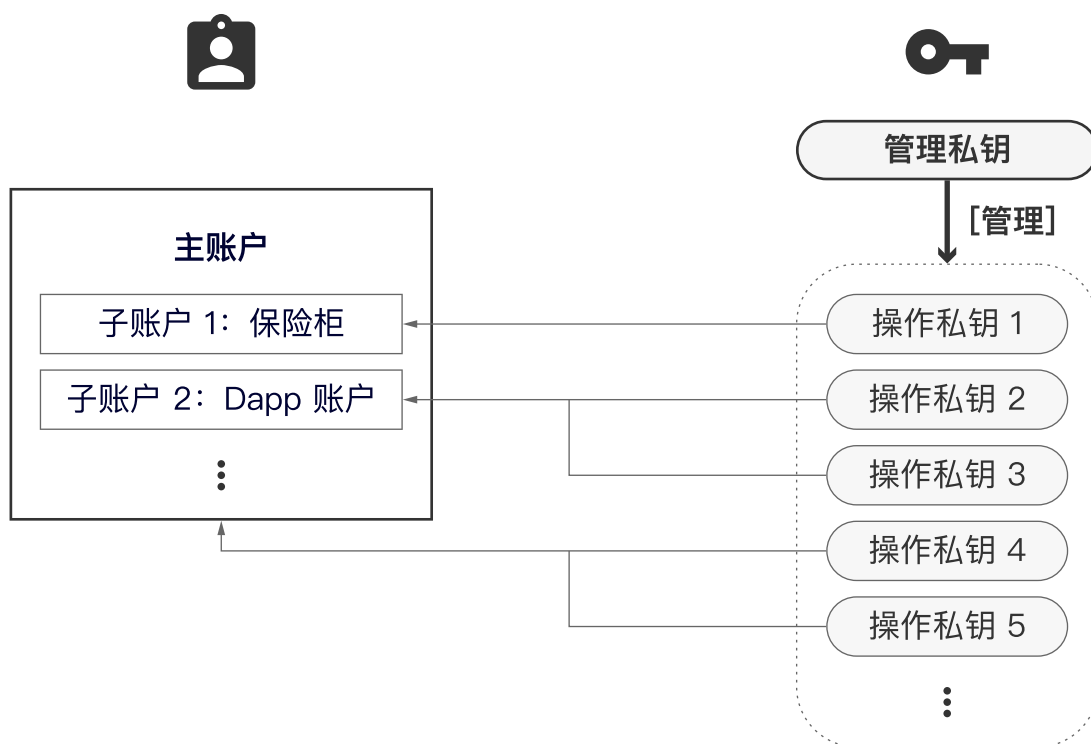 管理私钥
[管理]
主账户
子账户 1：保险柜
子账户 2：Dapp 账户
操作私钥 1
操作私钥 2
操作私钥 3
操作私钥 4
操作私钥 5